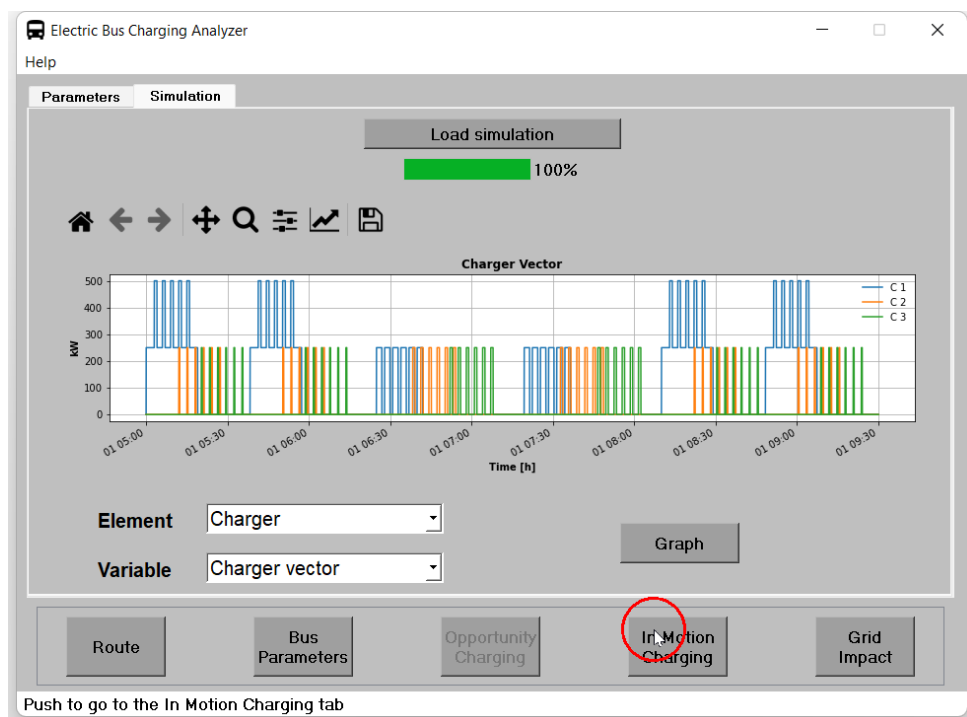 Electric Bus Charging Analyzer
Help
Parameters Simulation
Load simulation
100%
Charger Vector
500
400
300
200
100
0
kW
C 1
C 2
C 3
01 05:00 01 05:30 01 06:00 01 06:30 01 07:00 01 07:30 01 08:00 01 08:30 01 09:00 01 09:30
Time [h]
Element Charger
Graph
Variable Charger vector
Route
Bus
Parameters
Opportunity
Charging
In Motion
Charging
Grid
Impact
Push to go to the In Motion Charging tab